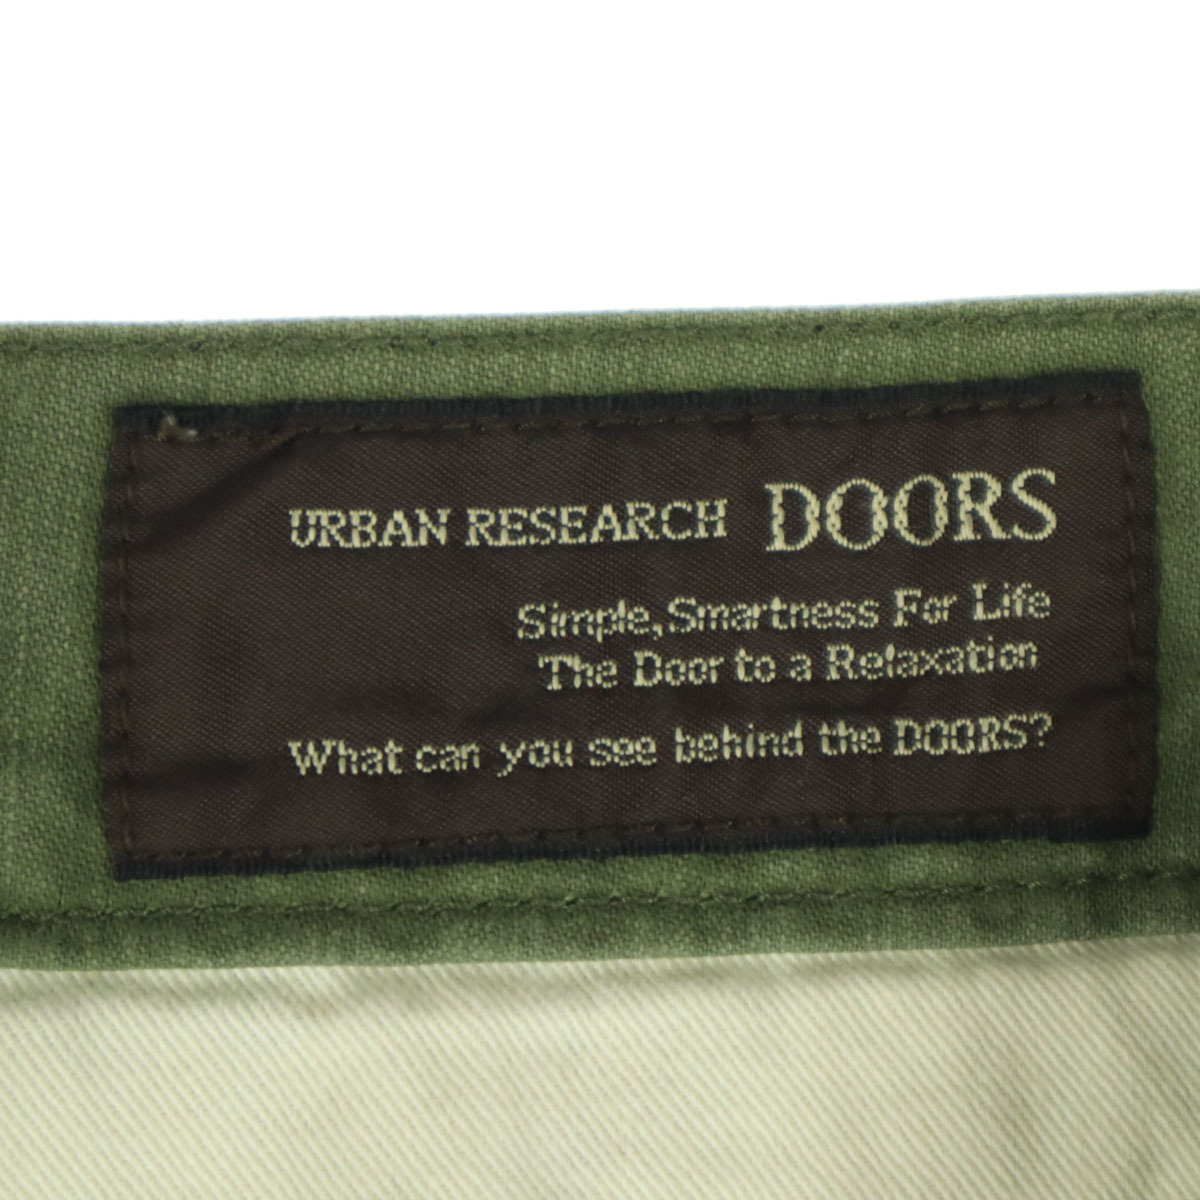 URBAN RESEARCH DOORS
Simple, Smartness For Life
The Door to a Relaxation
What can you see behind the DOORS?